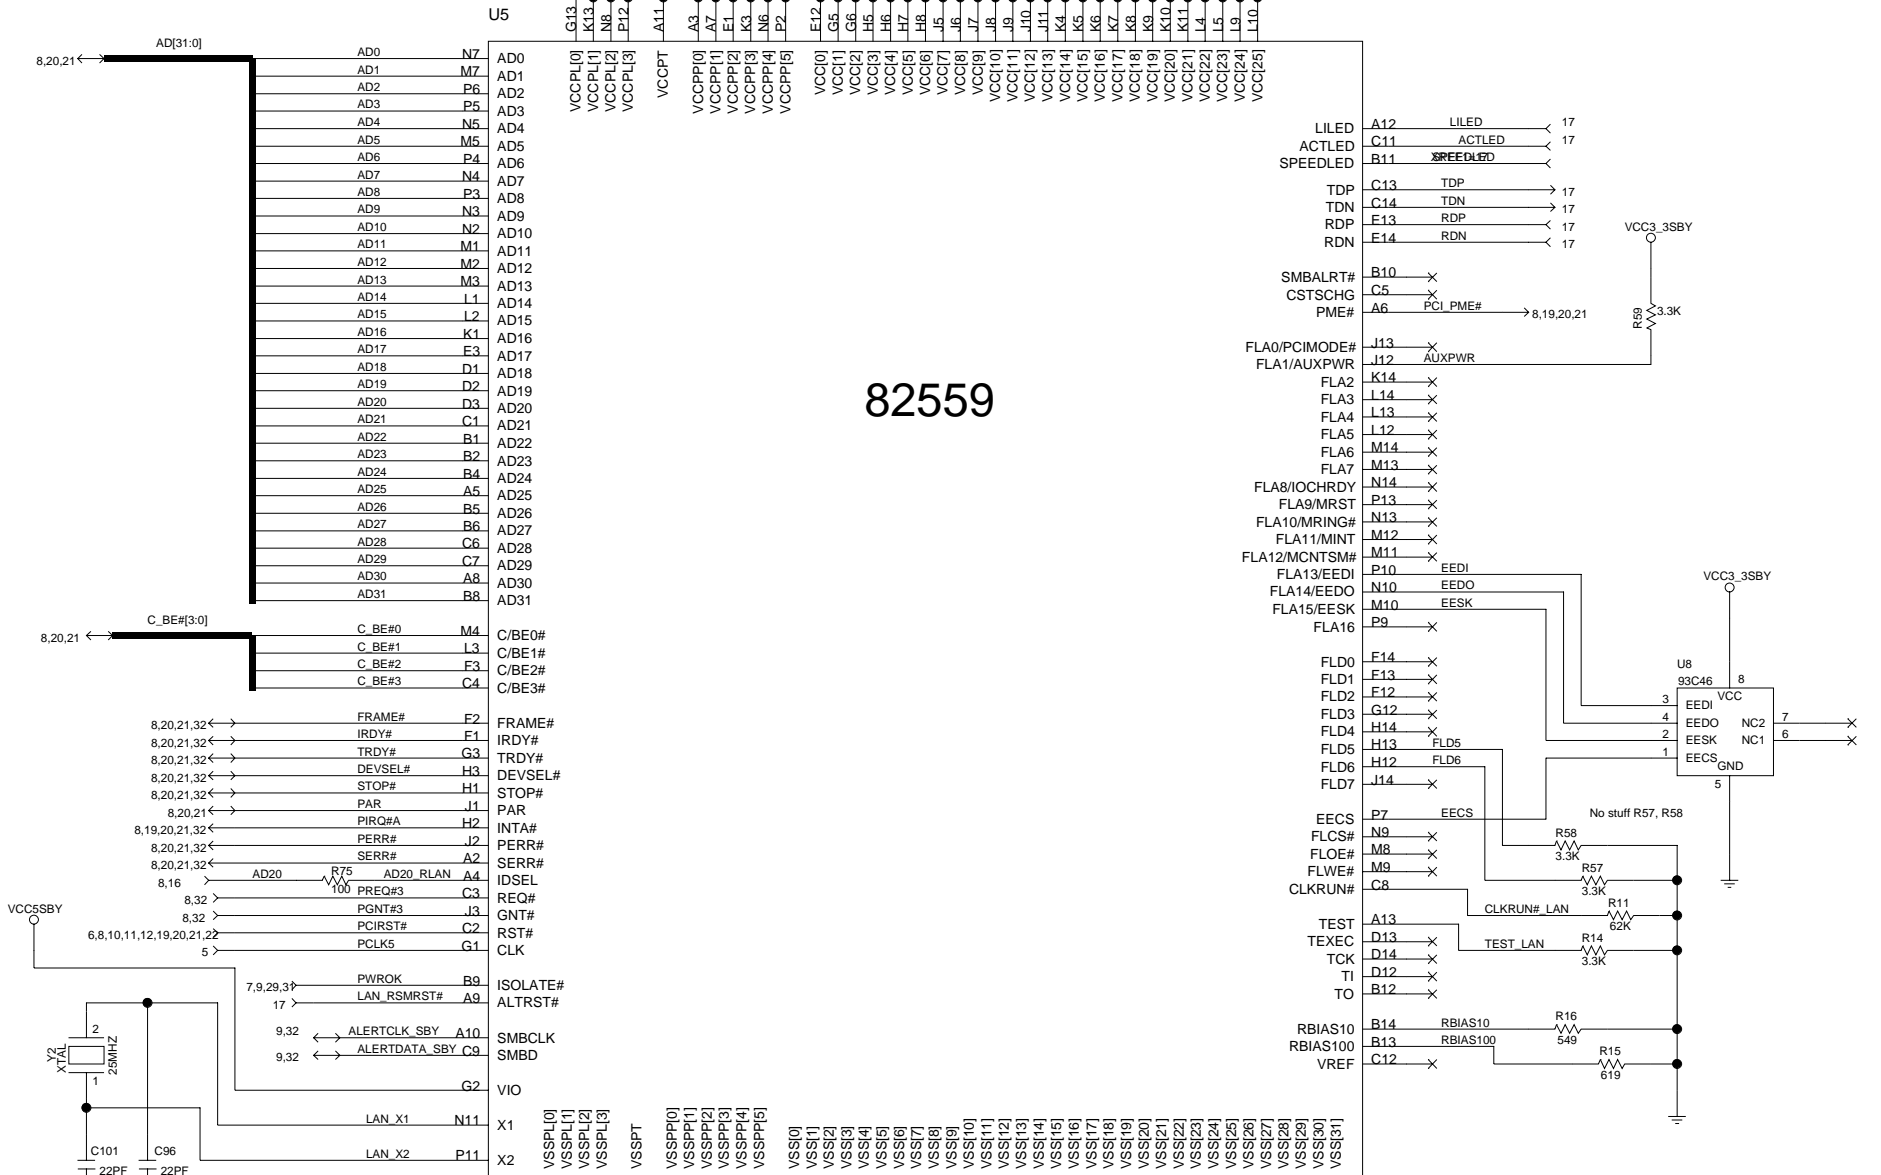 U5
G13 K13 N8 P12 A11 A3 A7 E1 K3 N6 P2 E12 G5 G6 H5 H6 H7 H8 J5 J6 J7 J8 J9 J10 J11 K4 K5 K6 K7 K8 K9 K10 K11 L4 L5 L9 L10
VCCPL[0] VCCPL[1] VCCPL[2] VCCPL[3] VCCPT VCCPP[0] VCCPP[1] VCCPP[2] VCCPP[3] VCCPP[4] VCCPP[5] VCC[0] VCC[1] VCC[2] VCC[3] VCC[4] VCC[5] VCC[6] VCC[7] VCC[8] VCC[9] VCC[10] VCC[11] VCC[12] VCC[13] VCC[14] VCC[15] VCC[16] VCC[17] VCC[18] VCC[19] VCC[20] VCC[21] VCC[22] VCC[23] VCC[24] VCC[25]
AD[31:0]
8,20,21
AD0 N7 AD0
AD1 M7 AD1
AD2 P6 AD2
AD3 P5 AD3
AD4 N5 AD4
AD5 M5 AD5
AD6 P4 AD6
AD7 N4 AD7
AD8 P3 AD8
AD9 N3 AD9
AD10 N2 AD10
AD11 M1 AD11
AD12 M2 AD12
AD13 M3 AD13
AD14 L1 AD14
AD15 L2 AD15
AD16 K1 AD16
AD17 E3 AD17
AD18 D1 AD18
AD19 D2 AD19
AD20 D3 AD20
AD21 C1 AD21
AD22 B1 AD22
AD23 B2 AD23
AD24 B4 AD24
AD25 A5 AD25
AD26 B5 AD26
AD27 B6 AD27
AD28 C6 AD28
AD29 C7 AD29
AD30 A8 AD30
AD31 B8 AD31
C_BE#[3:0]
8,20,21
C_BE#0 M4 C/BE0#
C_BE#1 L3 C/BE1#
C_BE#2 F3 C/BE2#
C_BE#3 C4 C/BE3#
8,20,21,32 FRAME# F2 FRAME#
8,20,21,32 IRDY# F1 IRDY#
8,20,21,32 TRDY# G3 TRDY#
8,20,21,32 DEVSEL# H3 DEVSEL#
8,20,21,32 STOP# H1 STOP#
8,20,21 PAR J1 PAR
8,19,20,21,32 PIRQ#A H2 INTA#
8,20,21,32 PERR# J2 PERR#
8,20,21,32 SERR# A2 SERR#
8,16 AD20 R75 100 AD20_RLAN A4 IDSEL
8,32 PREQ#3 C3 REQ#
8,32 PGNT#3 J3 GNT#
6,8,10,11,12,19,20,21,22 PCIRST# C2 RST#
5 PCLK5 G1 CLK
VCC5SBY
7,9,29,31 PWROK B9 ISOLATE#
17 LAN_RSMRST# A9 ALTRST#
9,32 ALERTCLK_SBY A10 SMBCLK
9,32 ALERTDATA_SBY C9 SMBD
G2 VIO
LAN_X1 N11 X1
LAN_X2 P11 X2
Y2
XTAL
2
1
25MHZ
C101
22PF
C96
22PF
82559
LILED A12 LILED 17
ACTLED C11 ACTLED 17
SPEEDLED B11 SPEEDLED
TDP C13 TDP 17
TDN C14 TDN 17
RDP E13 RDP 17
RDN E14 RDN 17
SMBALRT# B10
CSTSCHG C5
PME# A6 PCI_PME# 8,19,20,21
FLA0/PCIMODE# J13
FLA1/AUXPWR J12 AUXPWR
VCC3_3SBY
R59
3.3K
FLA2 K14
FLA3 L14
FLA4 L13
FLA5 L12
FLA6 M14
FLA7 M13
FLA8/IOCHRDY N14
FLA9/MRST P13
FLA10/MRING# N13
FLA11/MINT M12
FLA12/MCNTSM# M11
FLA13/EEDI P10 EEDI
FLA14/EEDO N10 EEDO
FLA15/EESK M10 EESK
FLA16 P9
FLD0 F14
FLD1 F13
FLD2 F12
FLD3 G12
FLD4 H14
FLD5 H13 FLD5
FLD6 H12 FLD6
FLD7 J14
EECS P7 EECS
FLCS# N9
FLOE# M8
FLWE# M9
CLKRUN# C8 CLKRUN#_LAN
TEST A13 TEST_LAN
TEXEC D13
TCK D14
TI D12
TO B12
RBIAS10 B14 RBIAS10
RBIAS100 B13 RBIAS100
VREF C12
VCC3_3SBY
U8
93C46
8
VCC
3 EEDI
4 EEDO NC2 7
2 EESK NC1 6
1 EECS
GND
5
No stuff R57, R58
R58
3.3K
R57
3.3K
R11
62K
R14
3.3K
R16
549
R15
619
VSSPL[0] VSSPL[1] VSSPL[2] VSSPL[3] VSSPT VSSPP[0] VSSPP[1] VSSPP[2] VSSPP[3] VSSPP[4] VSSPP[5] VSS[0] VSS[1] VSS[2] VSS[3] VSS[4] VSS[5] VSS[6] VSS[7] VSS[8] VSS[9] VSS[10] VSS[11] VSS[12] VSS[13] VSS[14] VSS[15] VSS[16] VSS[17] VSS[18] VSS[19] VSS[20] VSS[21] VSS[22] VSS[23] VSS[24] VSS[25] VSS[26] VSS[27] VSS[28] VSS[29] VSS[30] VSS[31]